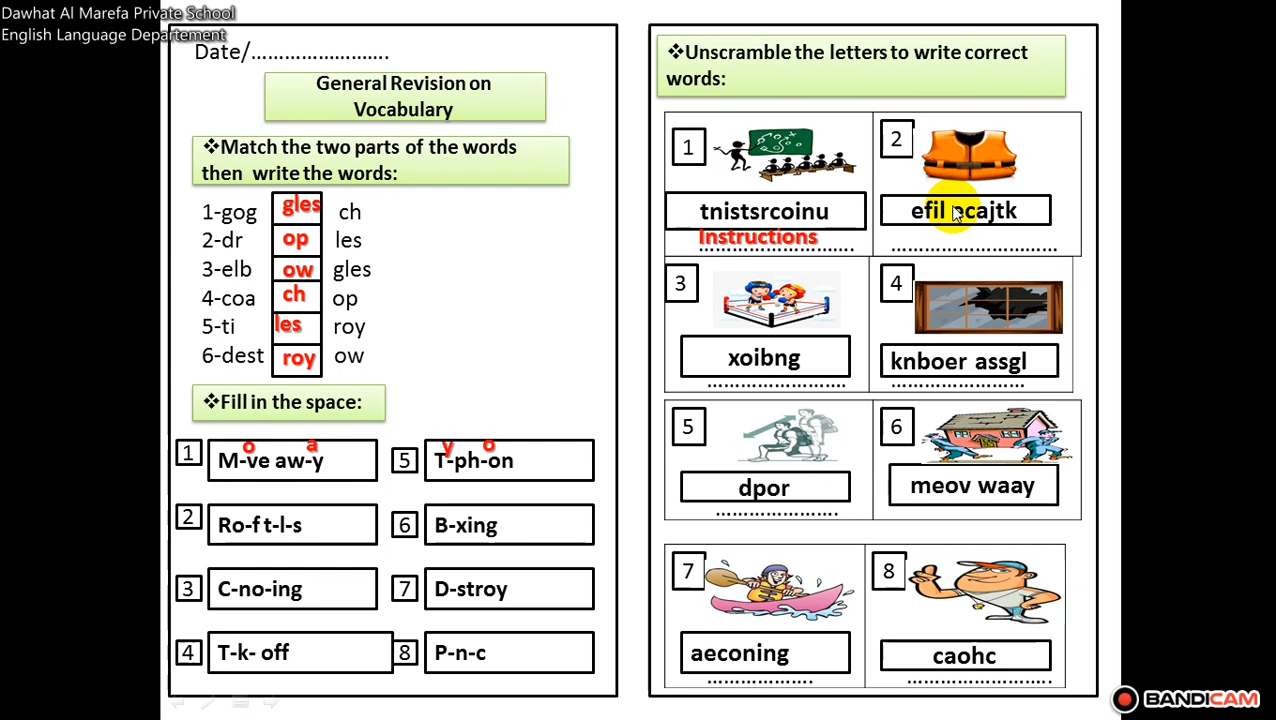 Dawhat Al Marefa Private School
English Language Departement
Date/……………………..
General Revision on
Vocabulary
❖Match the two parts of the words
then write the words:
1-gog gles ch
2-dr op les
3-elb ow gles
4-coa ch op
5-ti les roy
6-dest roy ow
❖Fill in the space:
1 M-ve aw-y o a
5 T-ph-on y o
2 Ro-f t-l-s
6 B-xing
3 C-no-ing
7 D-stroy
4 T-k- off
8 P-n-c
❖Unscramble the letters to write correct
words:
1
tnistsrcoinu
Instructions
2
efil ecajtk
3
xoibng
4
knboer assgl
5
dpor
6
meov waay
7
aeconing
8
caohc
BANDICAM